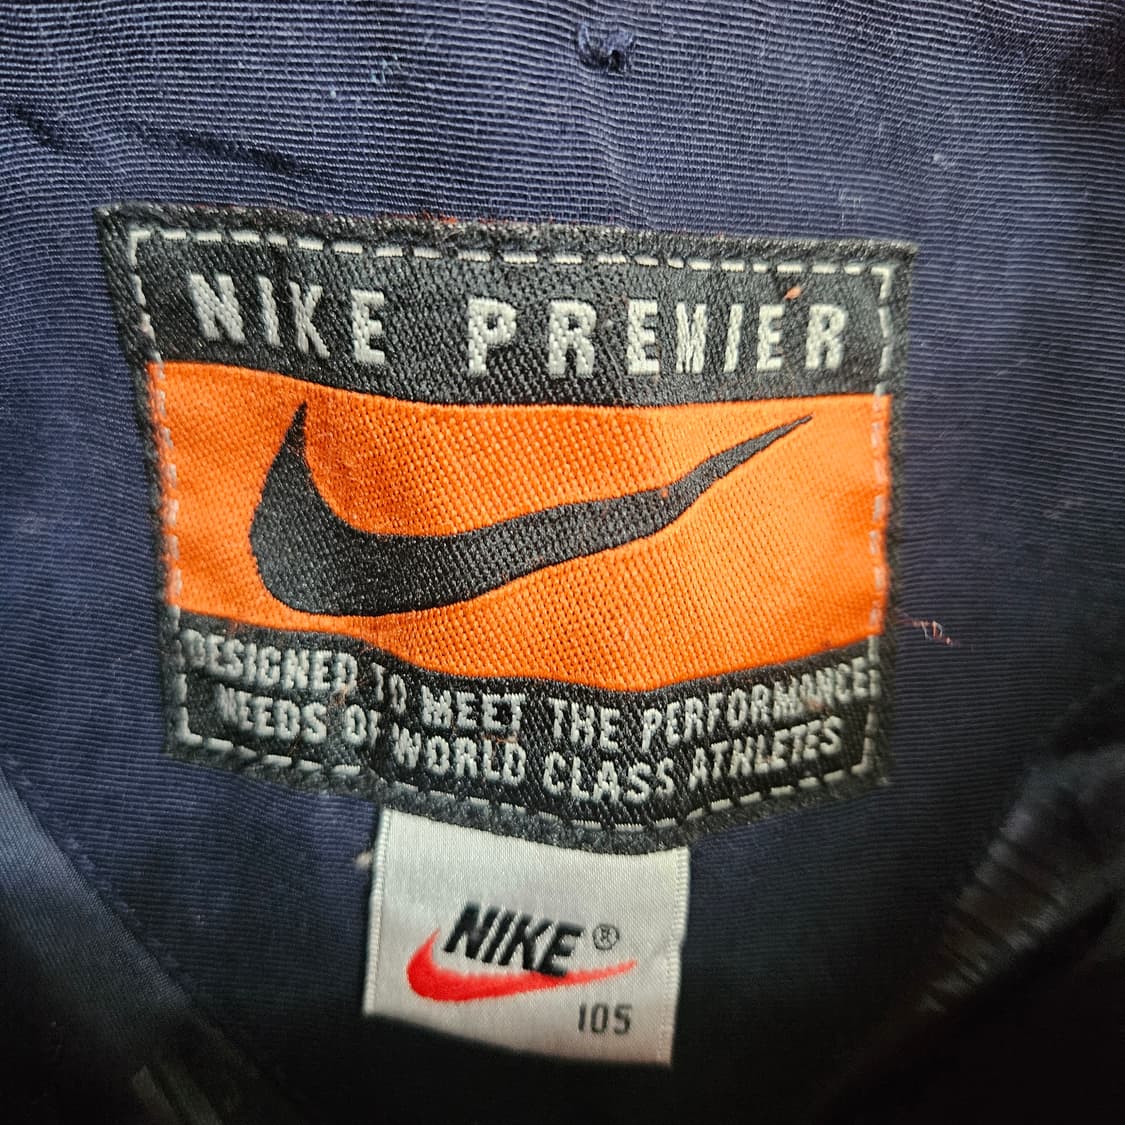 NIKE PREMIER
DESIGNED TO MEET THE PERFORMANCE
NEEDS OF WORLD CLASS ATHLETES
NIKE®
105